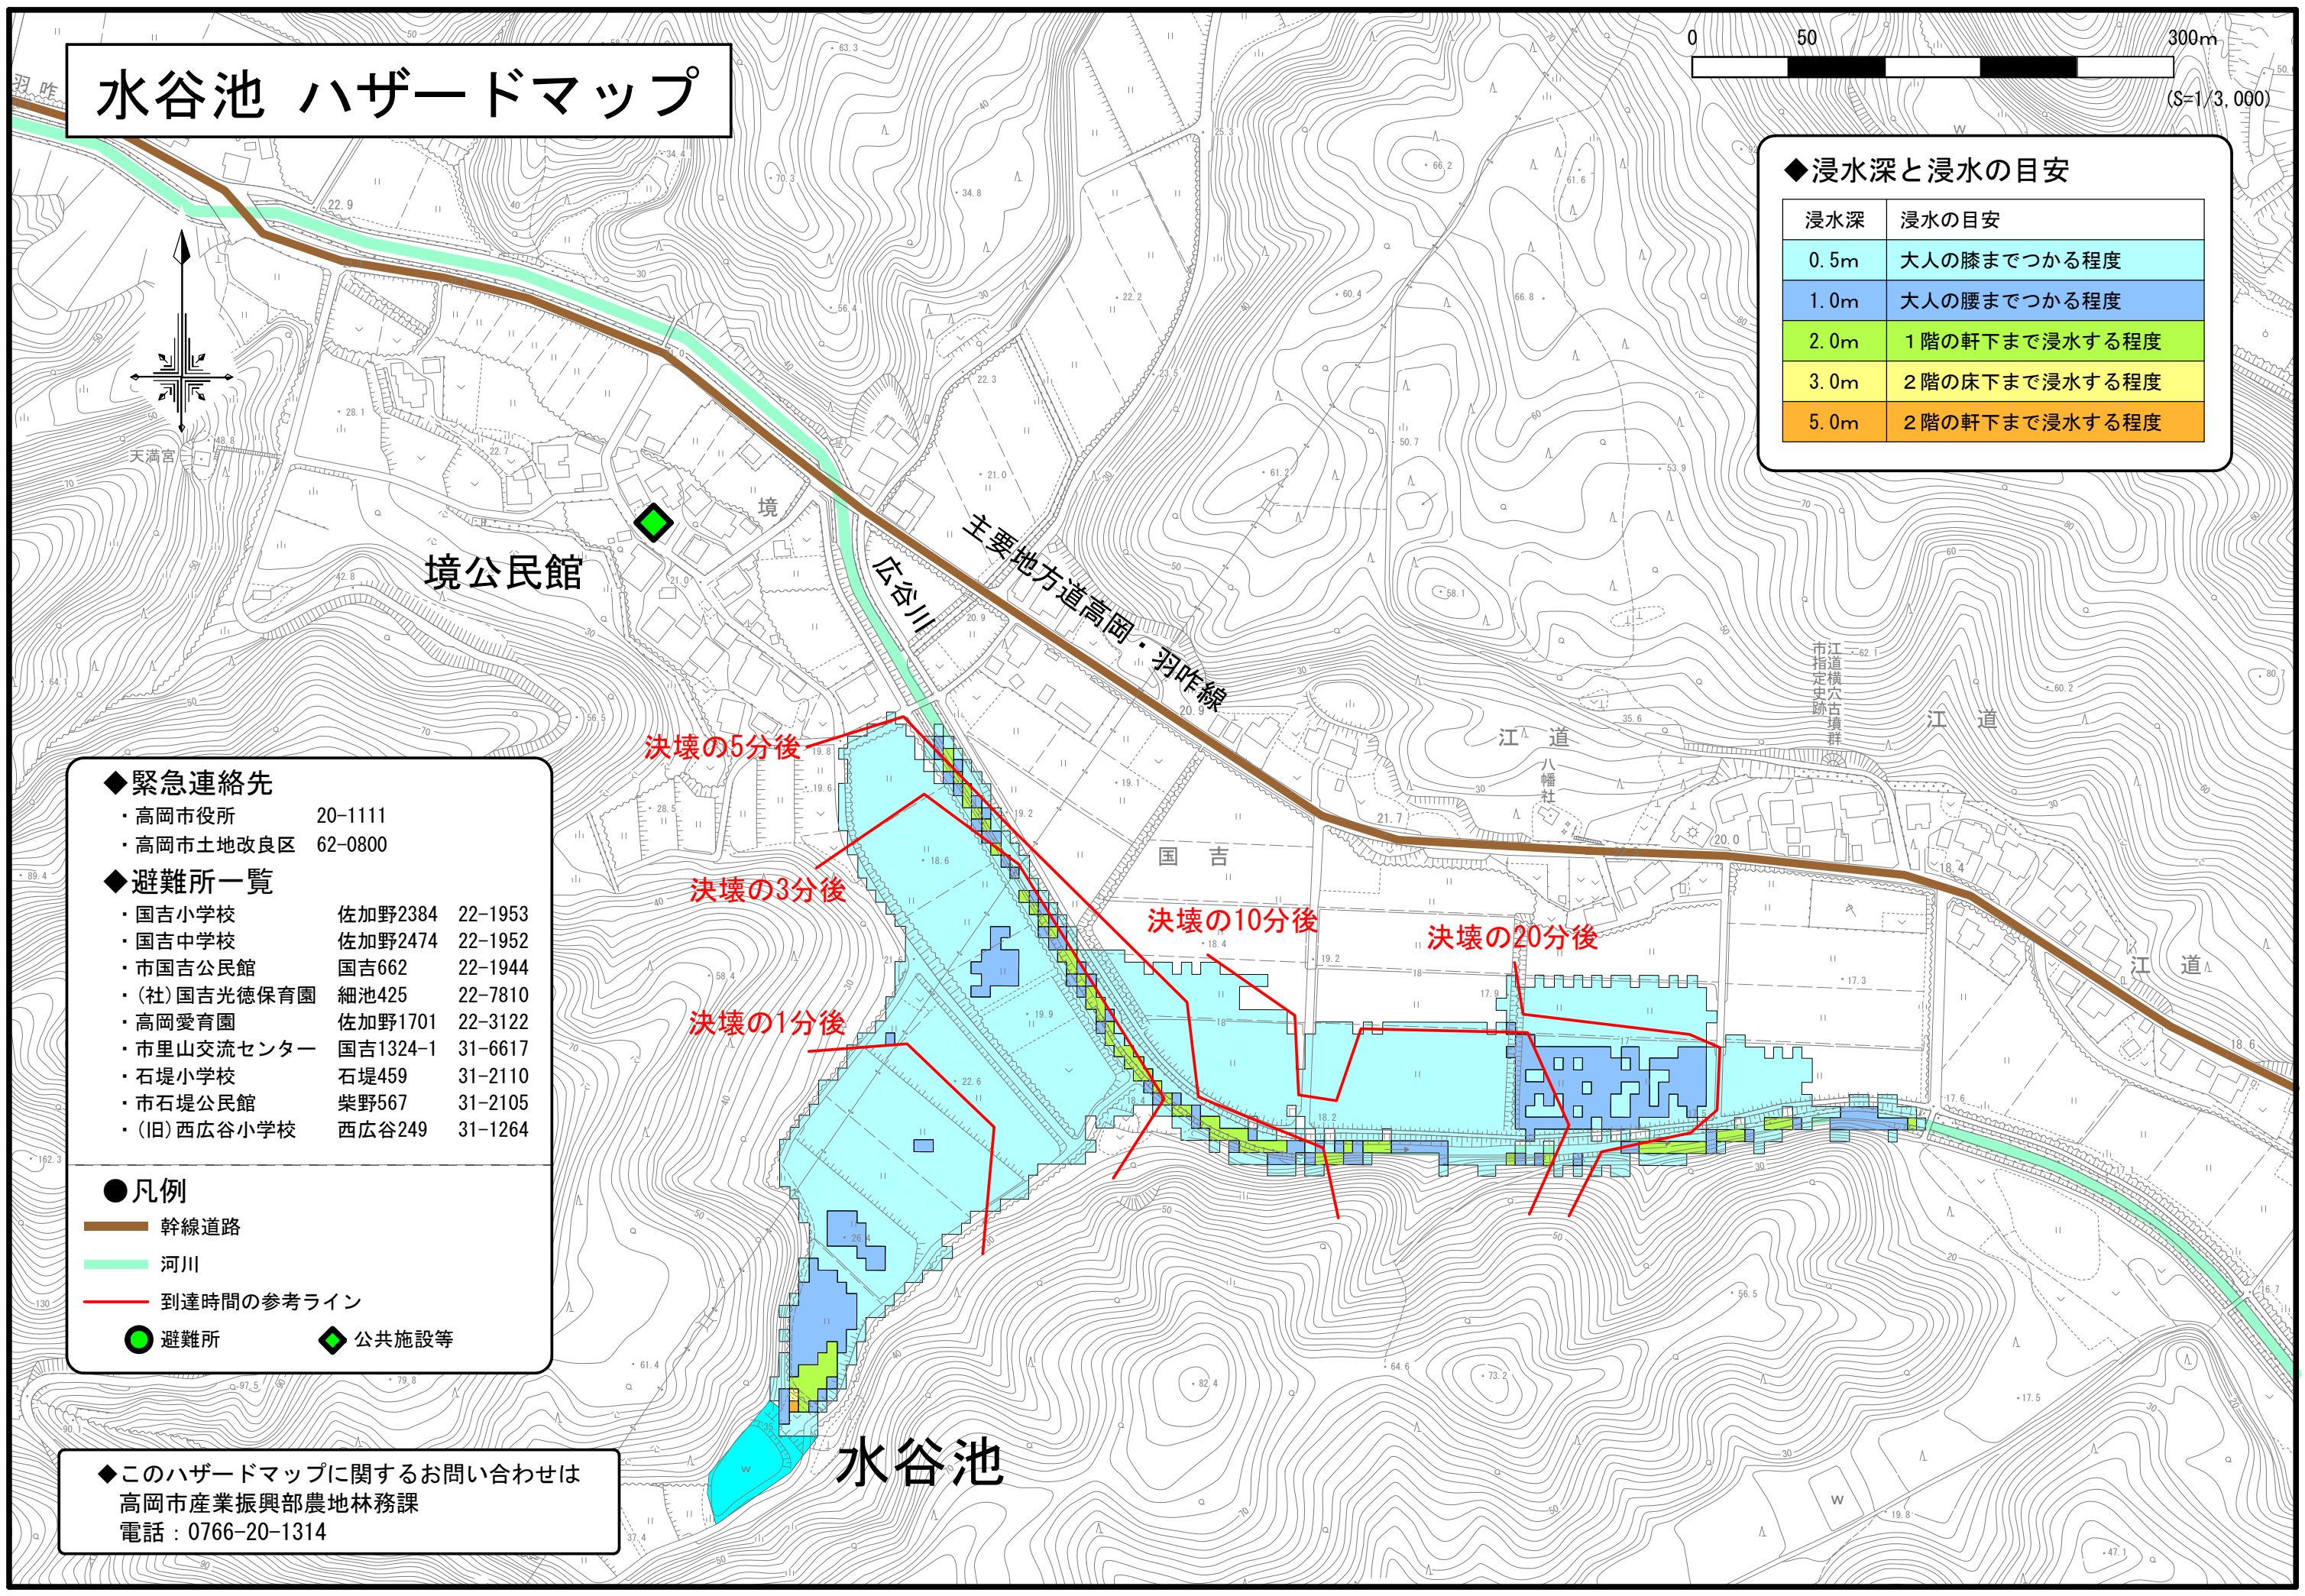 水谷池 ハザードマップ
0 50 300m
(S=1/3,000)
◆浸水深と浸水の目安
浸水深 浸水の目安
0.5m 大人の膝までつかる程度
1.0m 大人の腰までつかる程度
2.0m 1階の軒下まで浸水する程度
3.0m 2階の床下まで浸水する程度
5.0m 2階の軒下まで浸水する程度
羽咋
天満宮
境
境公民館
広谷川
主要地方道高岡・羽咋線
国吉
江道
八幡社
江道横穴古墳群
市指定史跡
江道
江道
決壊の5分後
決壊の3分後
決壊の1分後
決壊の10分後
決壊の20分後
水谷池
◆緊急連絡先
・高岡市役所 20-1111
・高岡市土地改良区 62-0800
◆避難所一覧
・国吉小学校 佐加野2384 22-1953
・国吉中学校 佐加野2474 22-1952
・市国吉公民館 国吉662 22-1944
・(社)国吉光徳保育園 細池425 22-7810
・高岡愛育園 佐加野1701 22-3122
・市里山交流センター 国吉1324-1 31-6617
・石堤小学校 石堤459 31-2110
・市石堤公民館 柴野567 31-2105
・(旧)西広谷小学校 西広谷249 31-1264
●凡例
幹線道路
河川
到達時間の参考ライン
避難所 公共施設等
◆このハザードマップに関するお問い合わせは
高岡市産業振興部農地林務課
電話：0766-20-1314